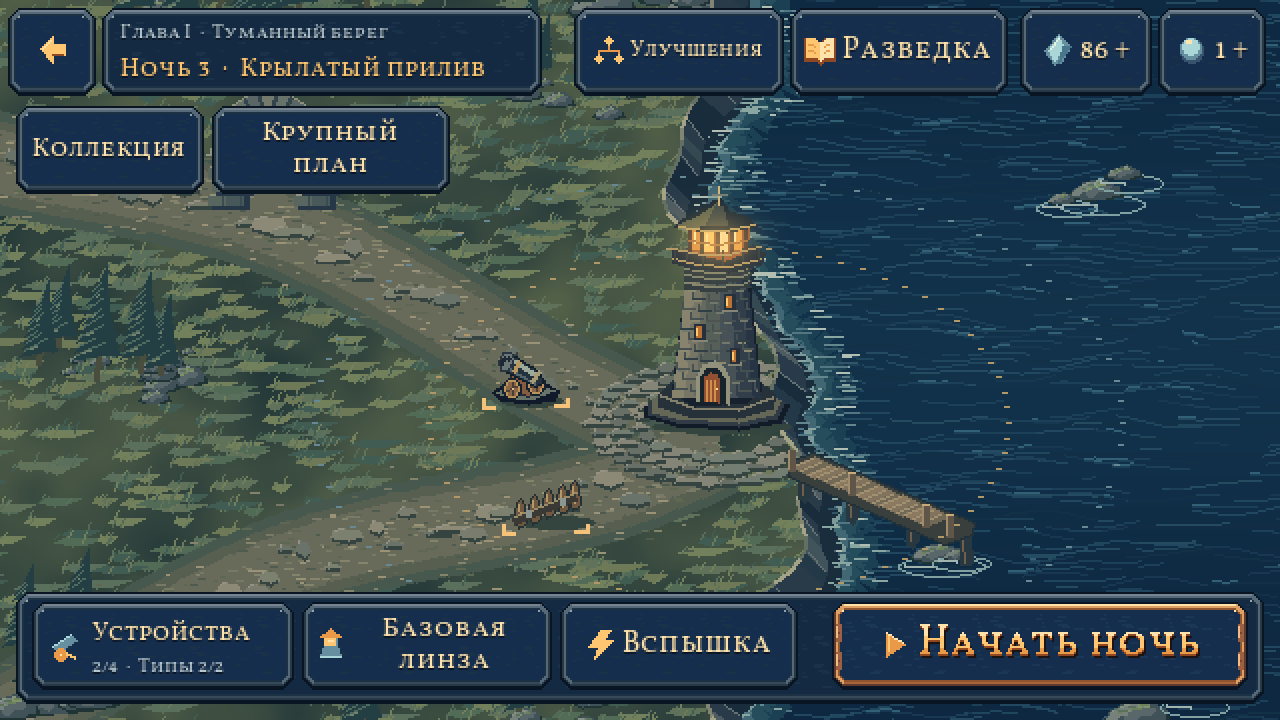 Глава I · Туманный берег
Ночь 3 · Крылатый прилив
Улучшения
Разведка
86 +
1 +
Коллекция
Крупный
план
Устройства
2/4 · Типы 2/2
Базовая
линза
Вспышка
Начать ночь